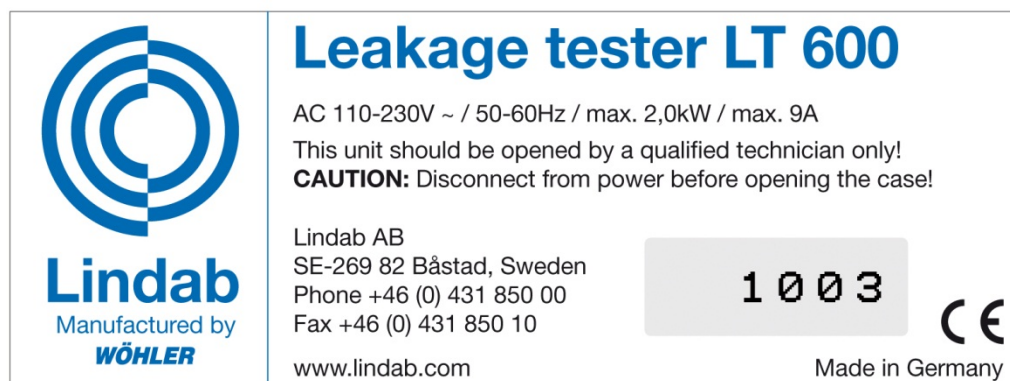 Lindab
Manufactured by
WÖHLER
Leakage tester LT 600
AC 110-230V ~ / 50-60Hz / max. 2,0kW / max. 9A
This unit should be opened by a qualified technician only!
CAUTION: Disconnect from power before opening the case!
Lindab AB
SE-269 82 Båstad, Sweden
Phone +46 (0) 431 850 00
Fax +46 (0) 431 850 10
www.lindab.com
1003
CE
Made in Germany